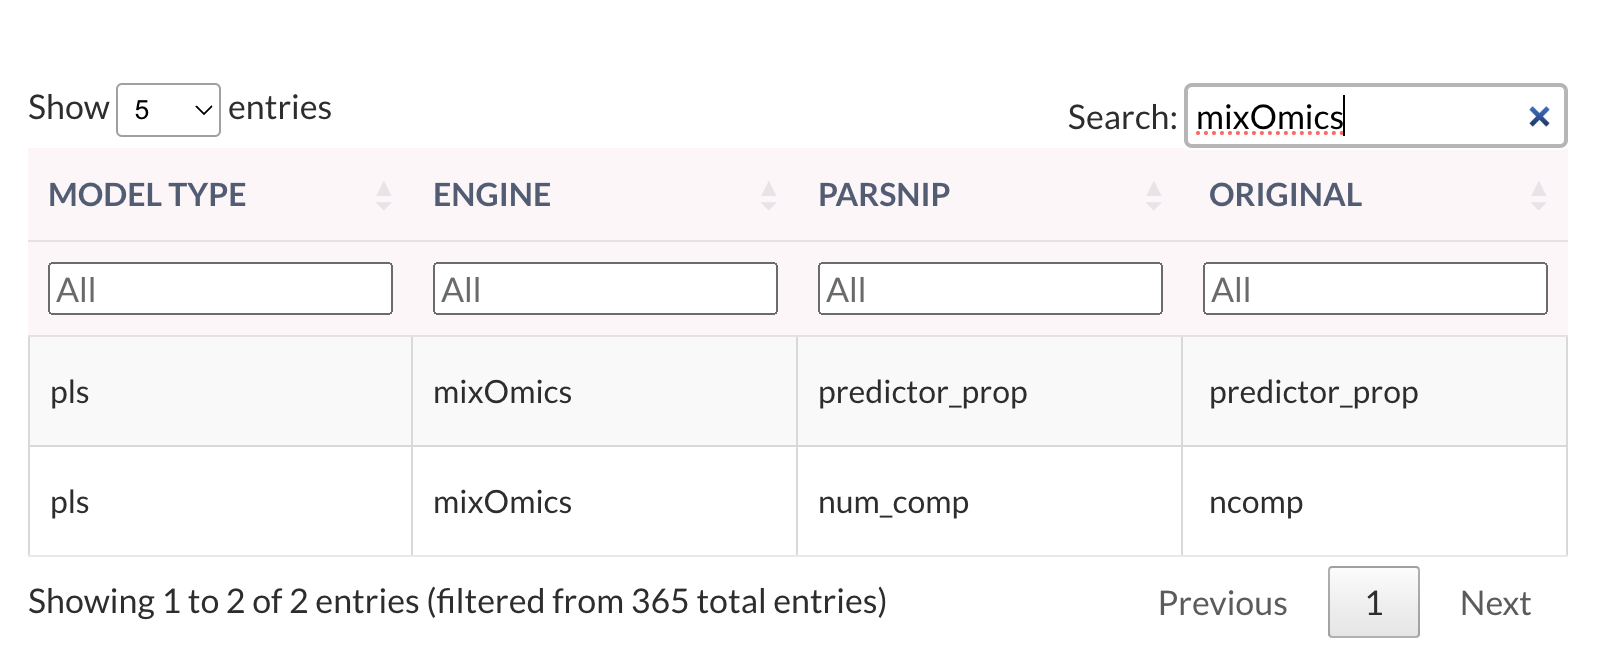 Show 5 entries Search: mixOmics
MODEL TYPE ENGINE PARSNIP ORIGINAL
All All All All
pls mixOmics predictor_prop predictor_prop
pls mixOmics num_comp ncomp
Showing 1 to 2 of 2 entries (filtered from 365 total entries) Previous 1 Next